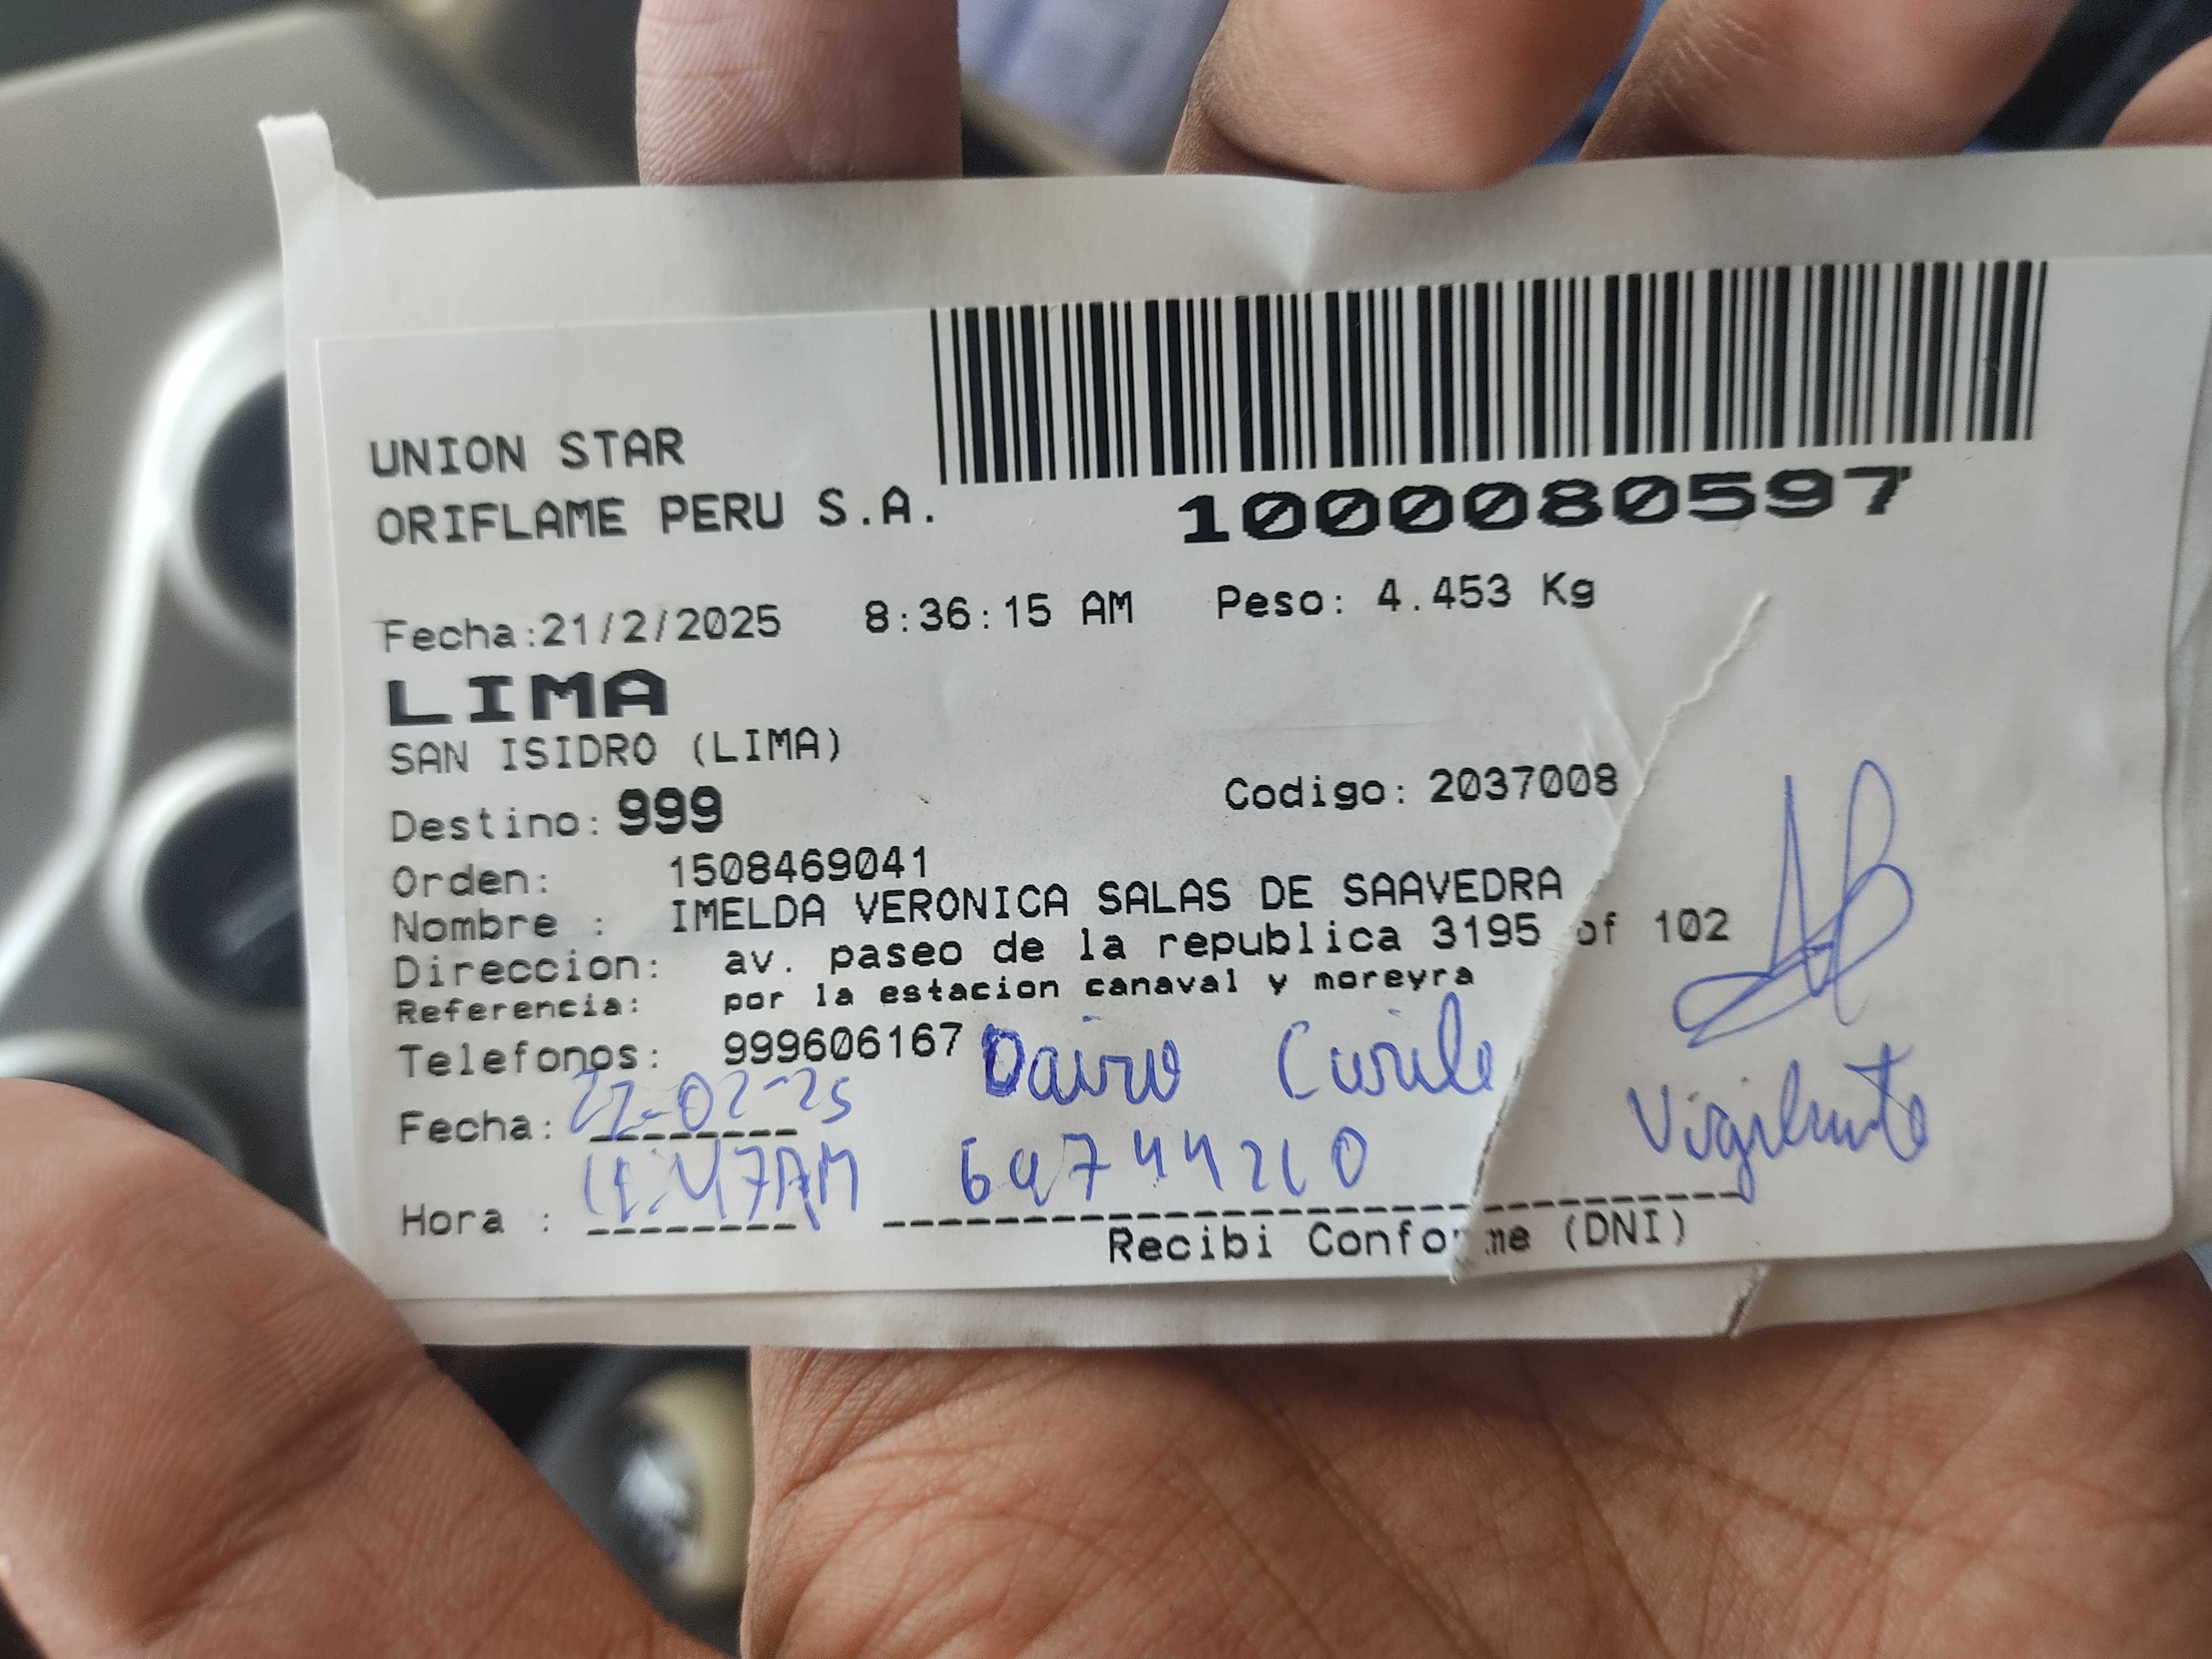 UNION STAR
ORIFLAME PERU S.A.
1000080597
Fecha:21/2/2025 8:36:15 AM Peso: 4.453 Kg
LIMA
SAN ISIDRO (LIMA)
Destino: 999 Codigo: 2037008
Orden: 1508469041
Nombre : IMELDA VERONICA SALAS DE SAAVEDRA
Direccion: av. paseo de la republica 3195 of 102
Referencia: por la estacion canaval y moreyra
Telefonos: 999606167 Dairo
Fecha: 22-02-25 Vigilante
Hora : 11:47AM
Recibi Conforme (DNI)